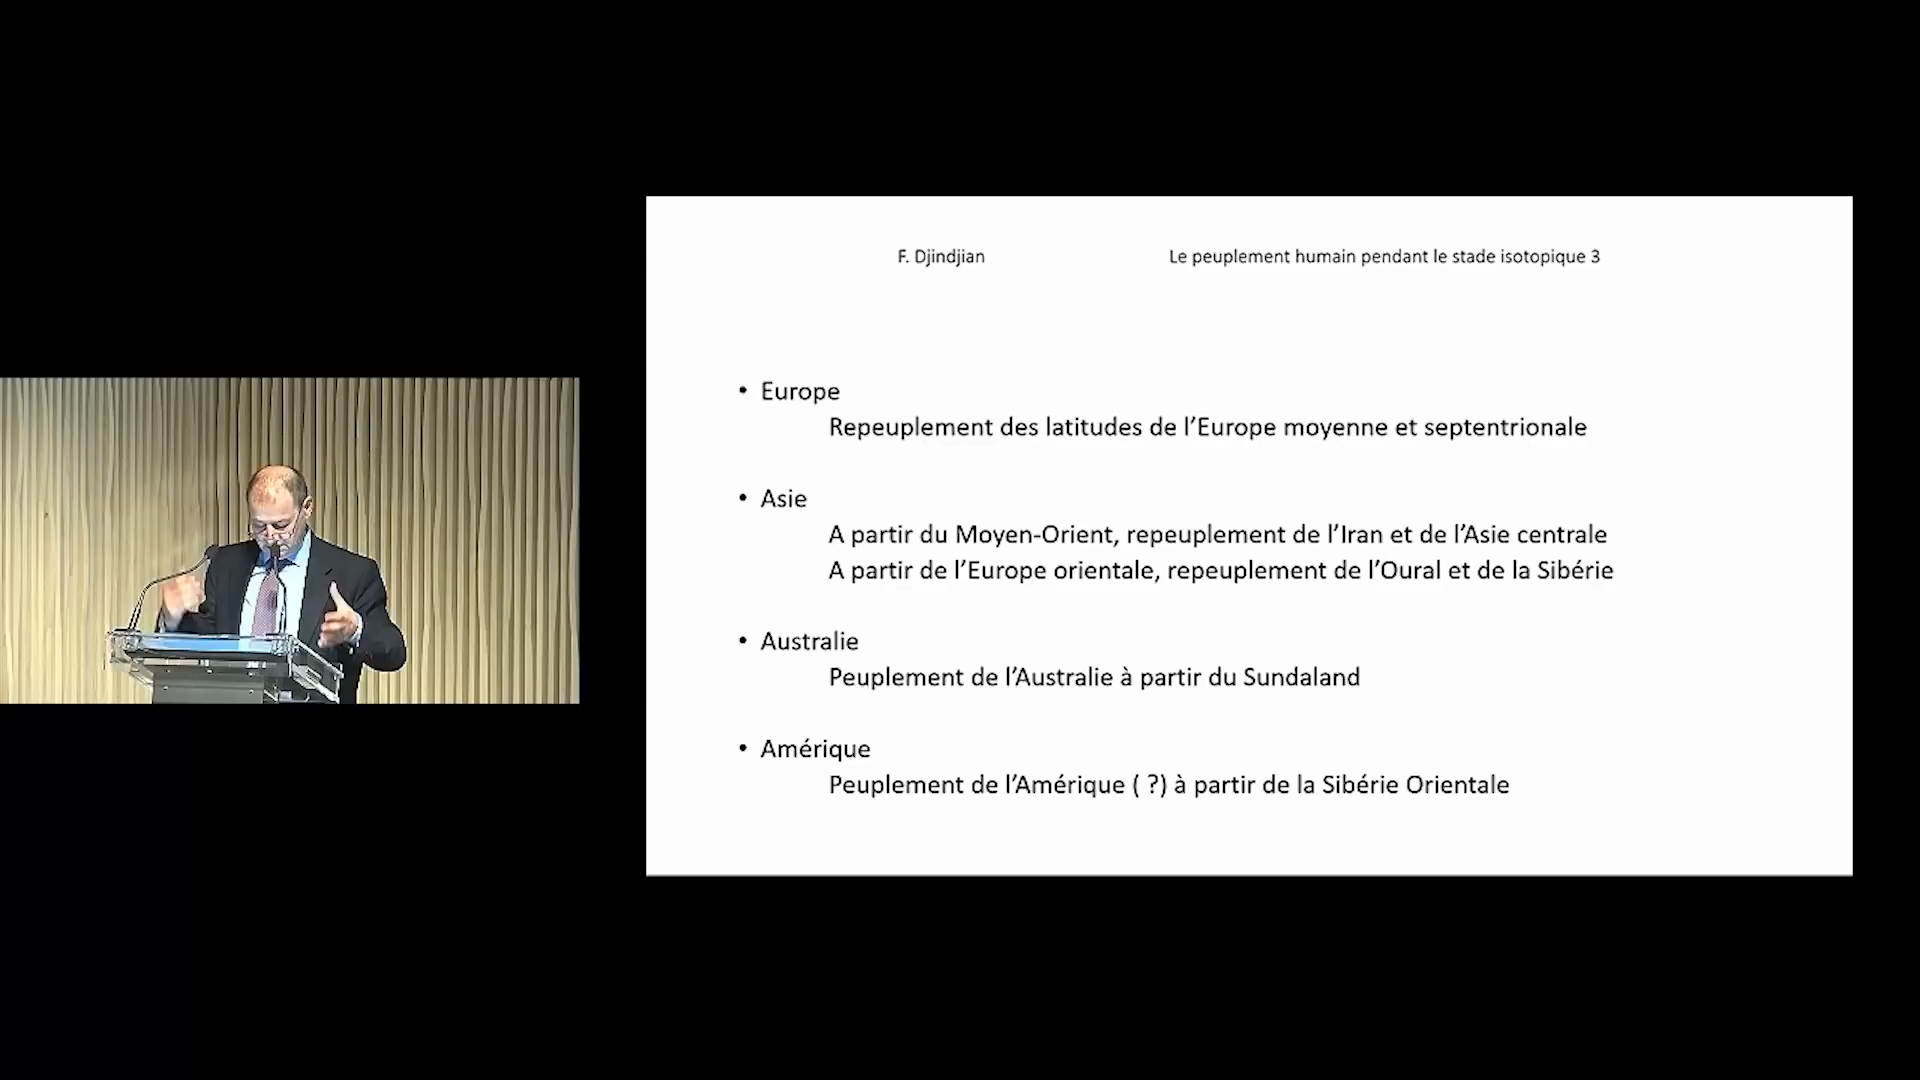 F. Djindjian
Le peuplement humain pendant le stade isotopique 3
• Europe
Repeuplement des latitudes de l’Europe moyenne et septentrionale
• Asie
A partir du Moyen-Orient, repeuplement de l’Iran et de l’Asie centrale
A partir de l’Europe orientale, repeuplement de l’Oural et de la Sibérie
• Australie
Peuplement de l’Australie à partir du Sundaland
• Amérique
Peuplement de l’Amérique ( ?) à partir de la Sibérie Orientale